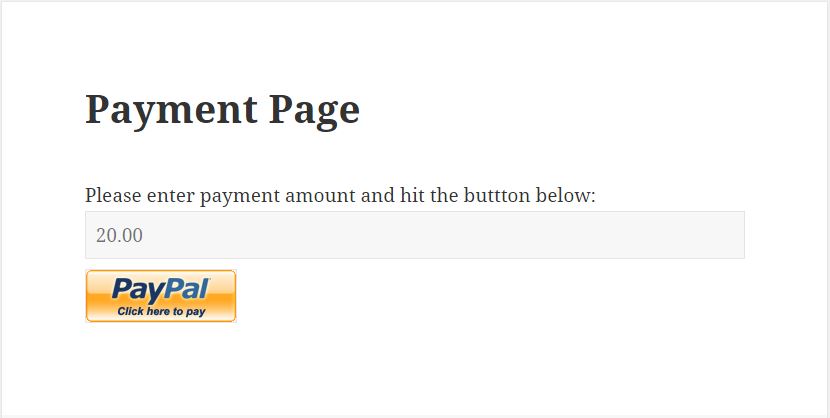 Payment Page
Please enter payment amount and hit the buttton below:
20.00
PayPal
Click here to pay